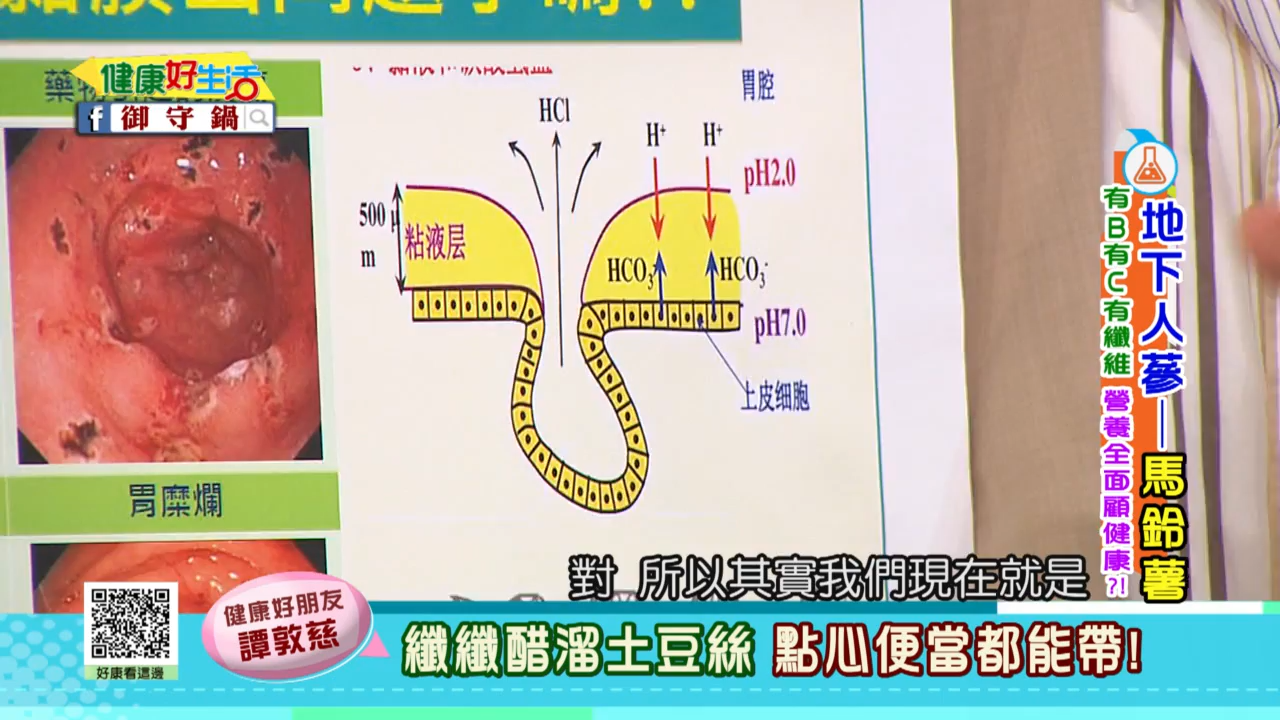 健康好生活
御守鍋
HCl
胃腔
H⁺ H⁺
pH2.0
500 μ
m
粘液层
HCO₃⁻ HCO₃⁻
pH7.0
上皮细胞
胃糜爛
地下人蔘─馬鈴薯
有B有C有纖維 營養全面顧健康?!
對 所以其實我們現在就是
健康好朋友
譚敦慈
纖纖醋溜土豆絲 點心便當都能帶!
好康看這邊